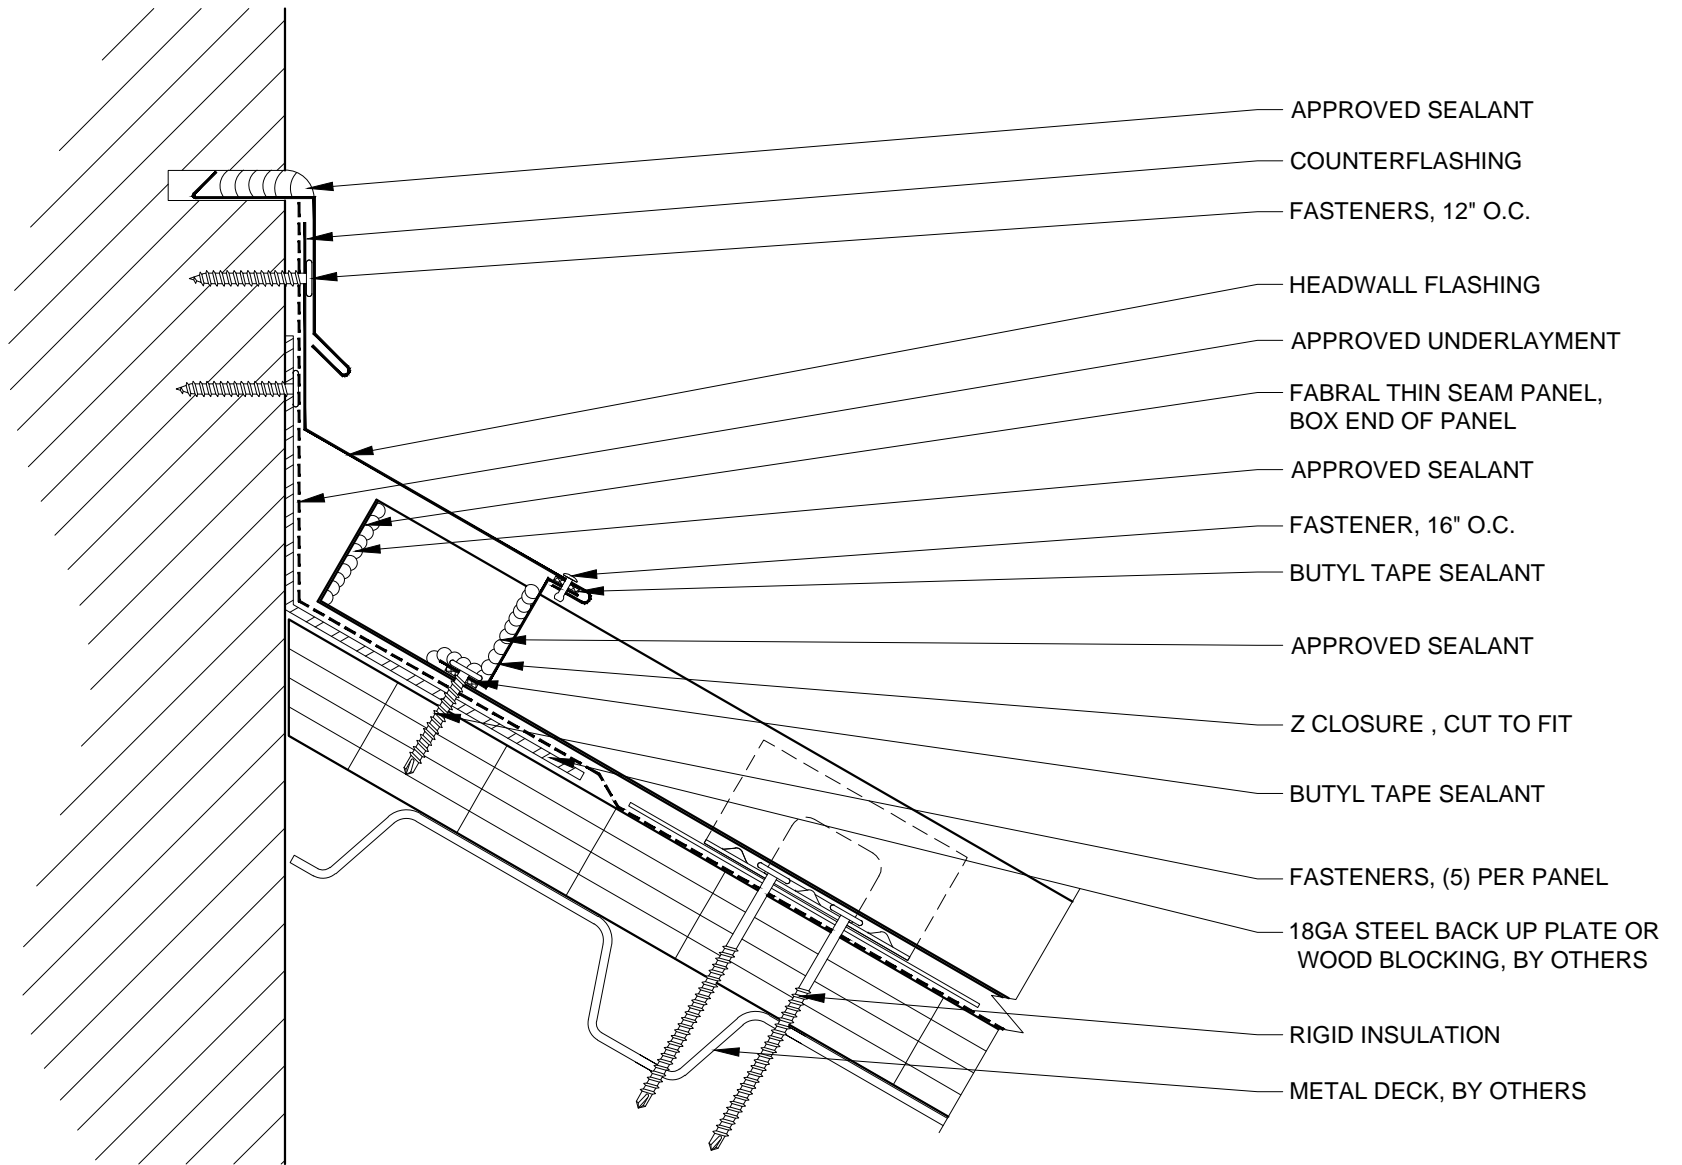 APPROVED SEALANT
COUNTERFLASHING
FASTENERS, 12" O.C.
HEADWALL FLASHING
APPROVED UNDERLAYMENT
FABRAL THIN SEAM PANEL,
BOX END OF PANEL
APPROVED SEALANT
FASTENER, 16" O.C.
BUTYL TAPE SEALANT
APPROVED SEALANT
Z CLOSURE , CUT TO FIT
BUTYL TAPE SEALANT
FASTENERS, (5) PER PANEL
18GA STEEL BACK UP PLATE OR
WOOD BLOCKING, BY OTHERS
RIGID INSULATION
METAL DECK, BY OTHERS